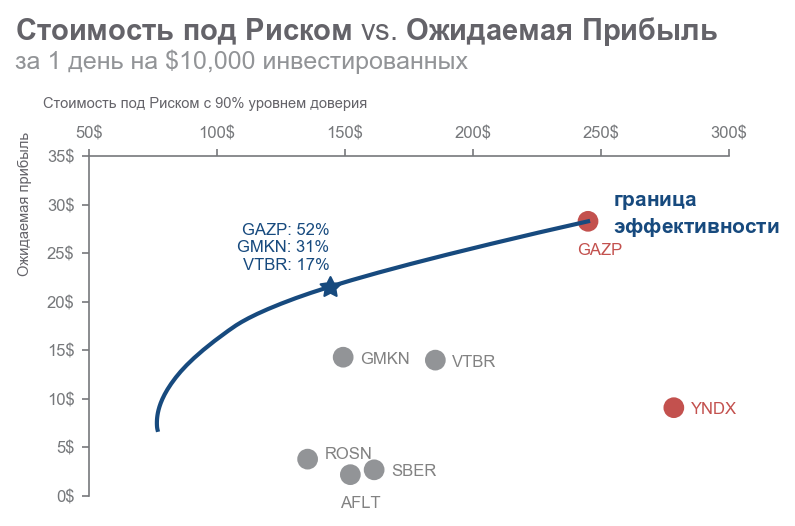 Стоимость под Риском vs. Ожидаемая Прибыль
за 1 день на $10,000 инвестированных
Стоимость под Риском с 90% уровнем доверия
50$ 100$ 150$ 200$ 250$ 300$
Ожидаемая прибыль
35$
30$
25$
20$
15$
10$
5$
0$
граница
эффективности
GAZP: 52%
GMKN: 31%
VTBR: 17%
GAZP
GMKN
VTBR
YNDX
ROSN
SBER
AFLT